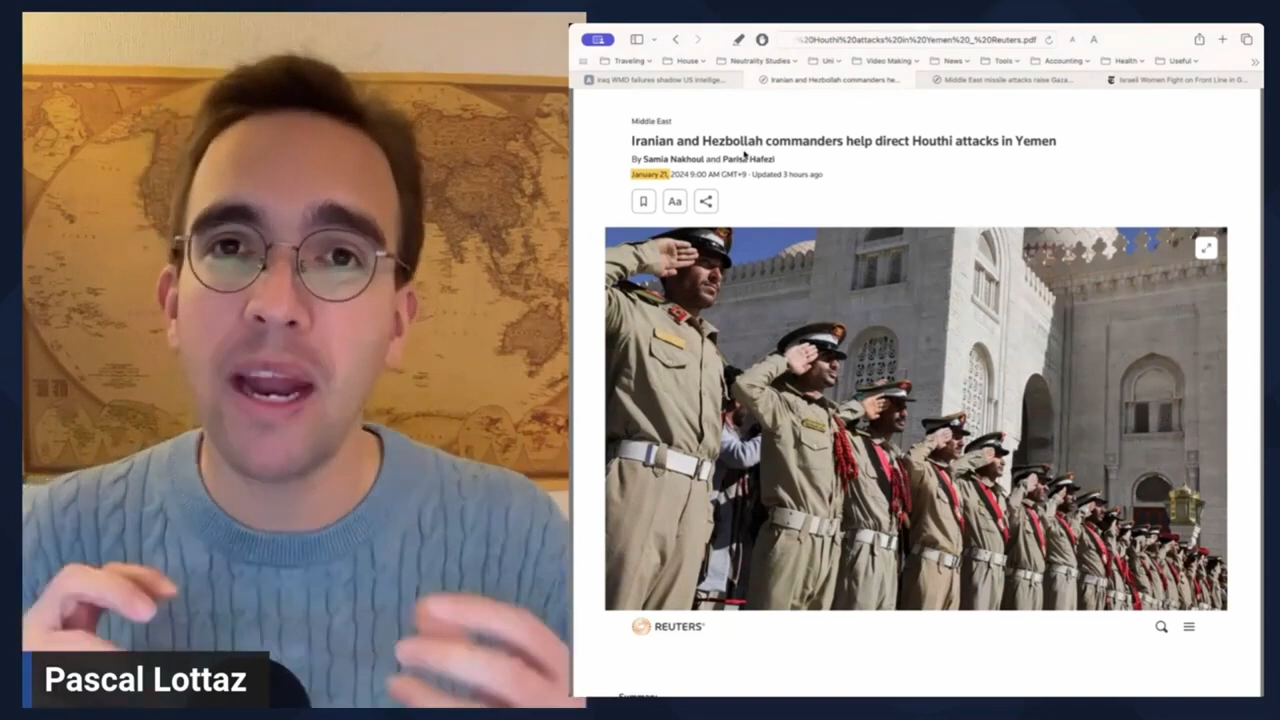 %20Houthi%20attacks%20in%20Yemen%20_%20Reuters.pdf
A A
Traveling House Neutrality Studies Uni Video Making News Tools Accounting Health Useful
Iraq WMD failures shadow US intellige...
Iranian and Hezbollah commanders he...
Middle East missile attacks raise Gaza...
Israeli Women Fight on Front Line in G...
Middle East
Iranian and Hezbollah commanders help direct Houthi attacks in Yemen
By Samia Nakhoul and Parisa Hafezi
January 21, 2024 9:00 AM GMT+9 · Updated 3 hours ago
Aa
REUTERS
Summary
Pascal Lottaz